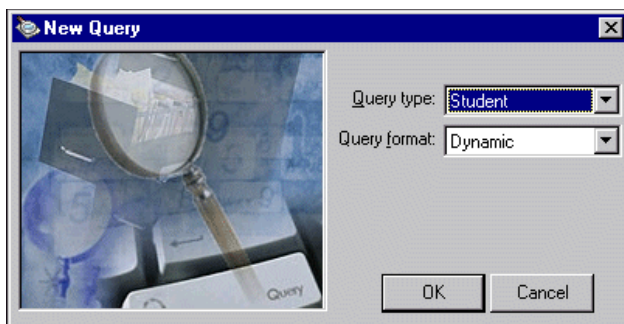 New Query
Query type: Student
Query format: Dynamic
Query
OK Cancel